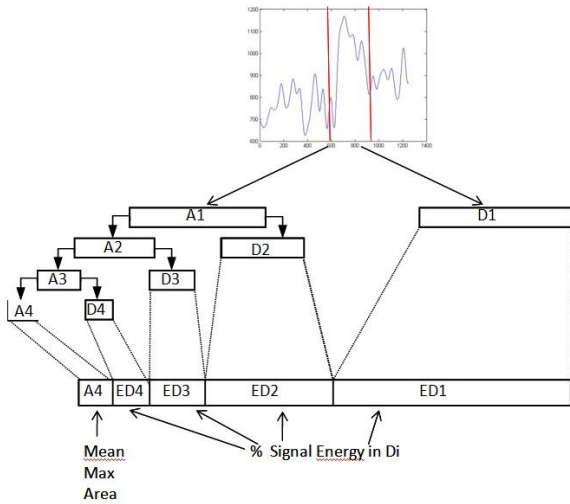 1200
1100
1000
900
800
700
600
0 200 400 600 800 1000 1200 1400
A1 D1
A2 D2
A3 D3
A4 D4
A4 ED4 ED3 ED2 ED1
Mean % Signal Energy in Di
Max
Area